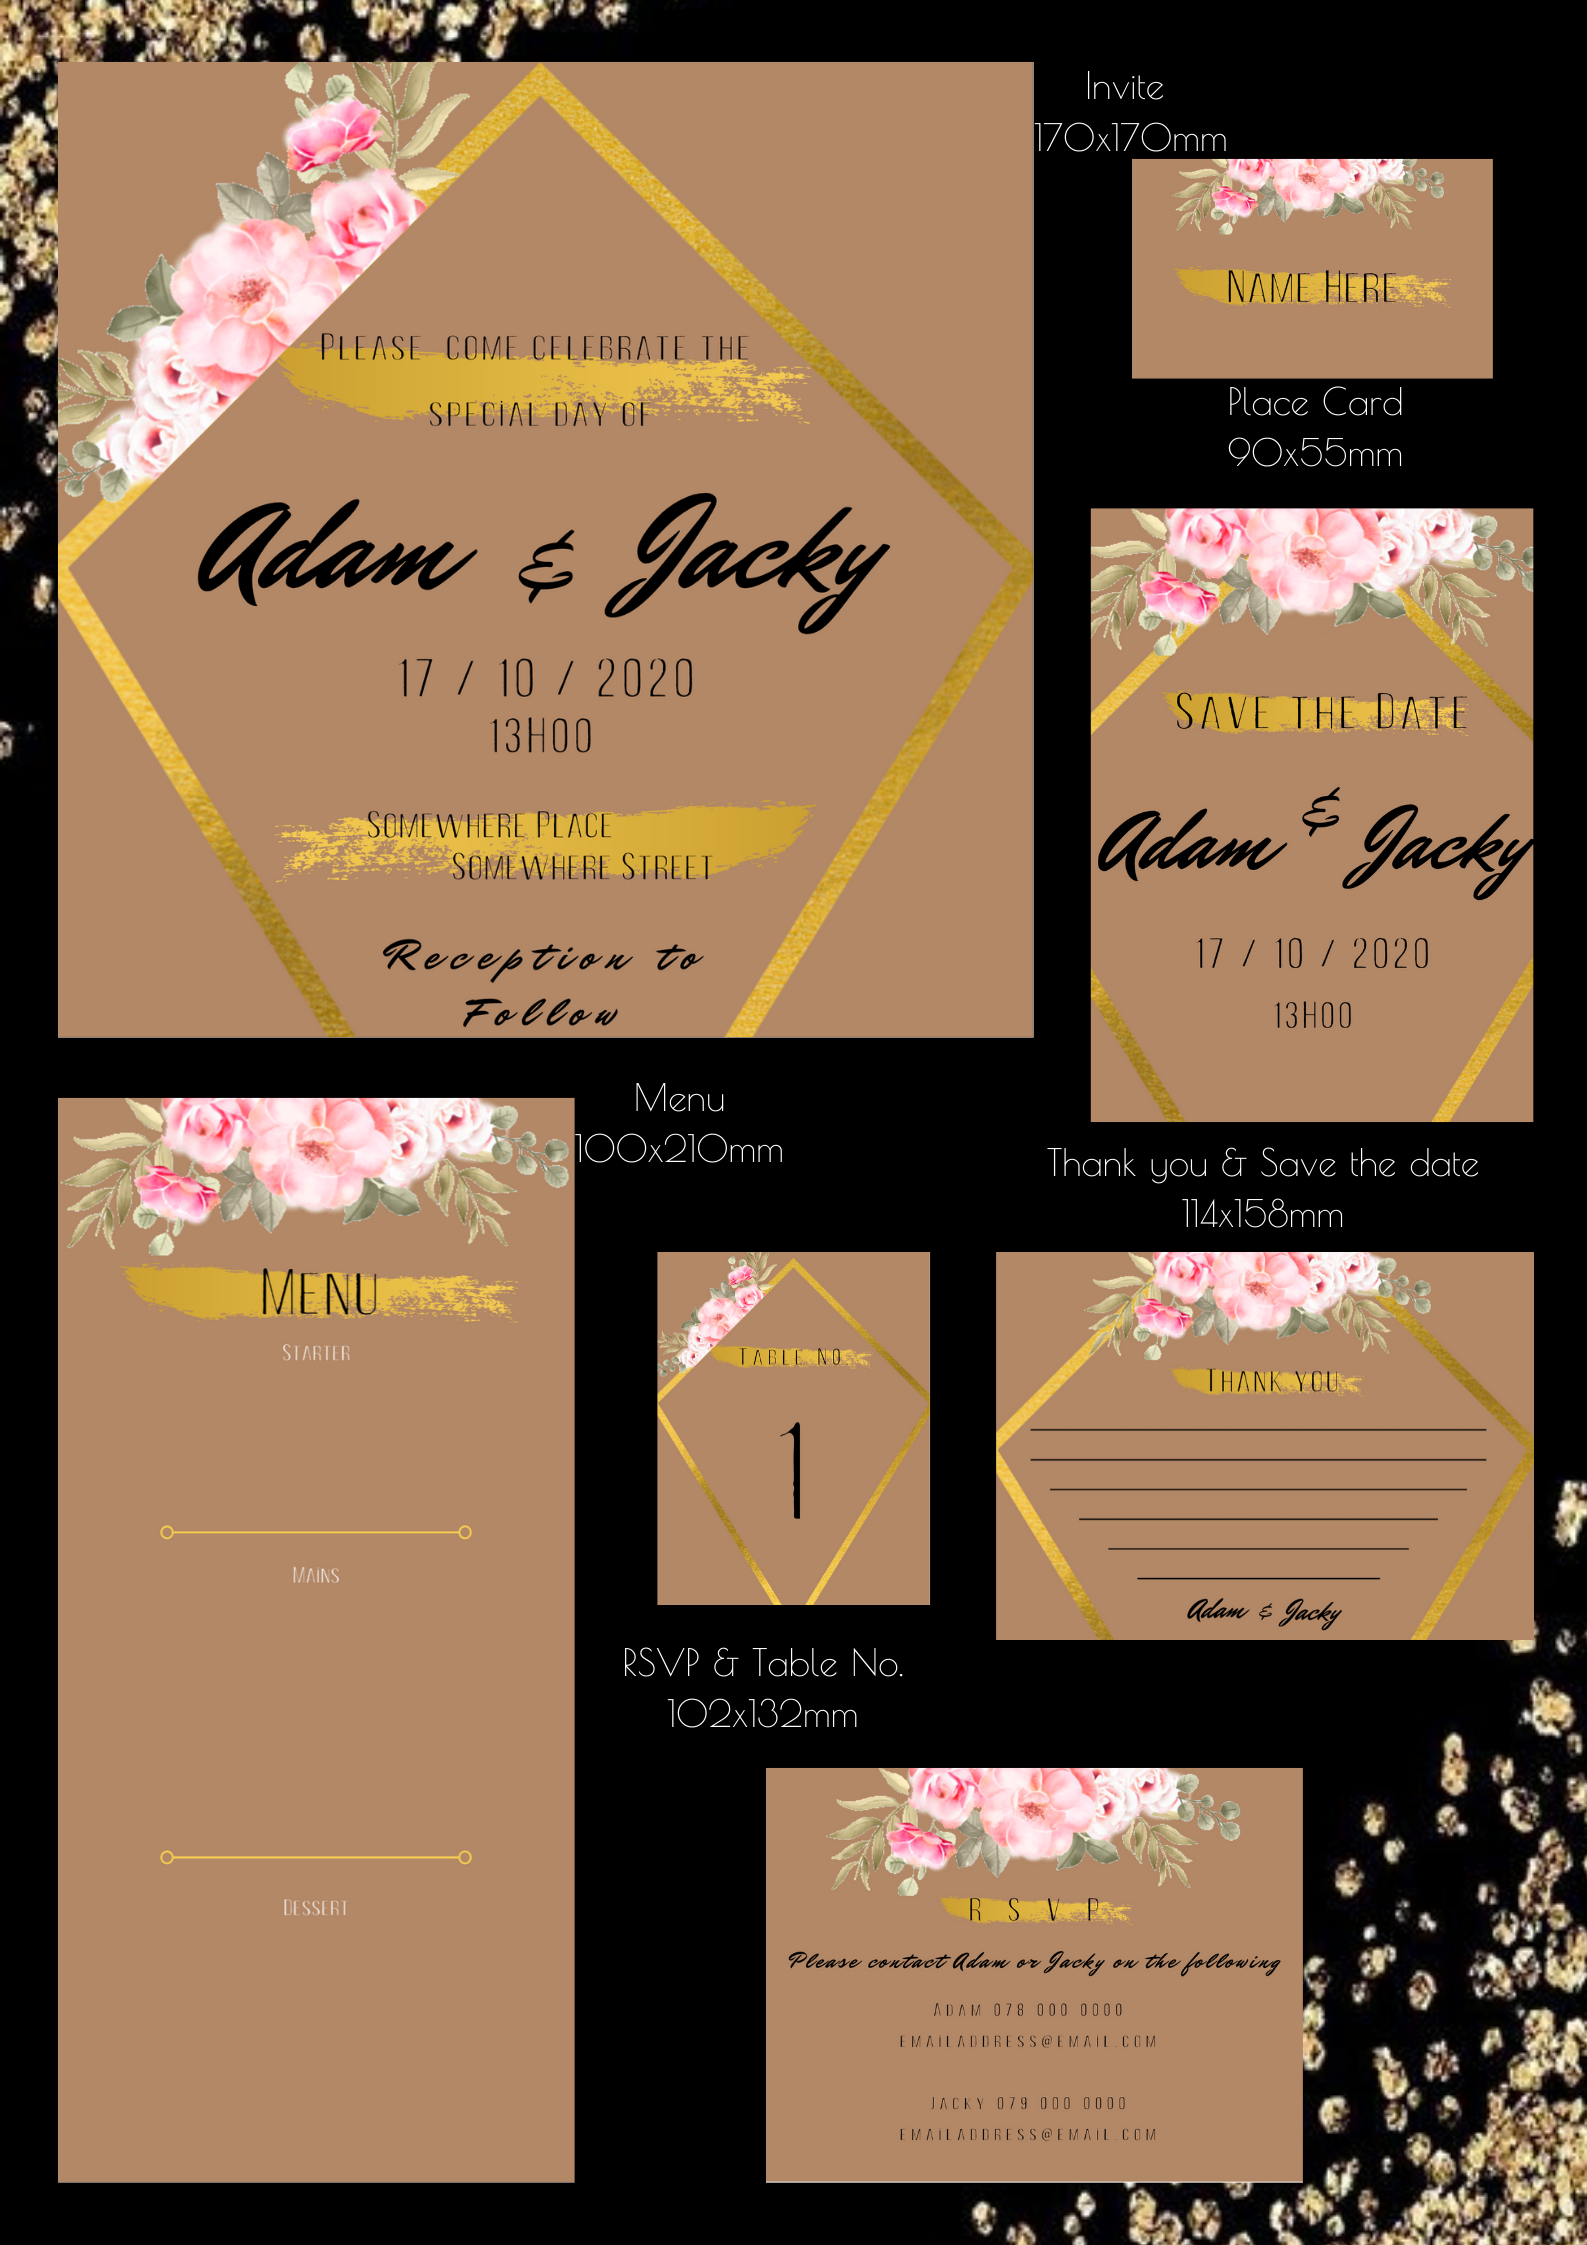 Invite
170x170mm
Please come celebrate the
special day of
Adam & Jacky
17 / 10 / 2020
13H00
Somewhere Place
Somewhere Street
Reception to
Follow
Name Here
Place Card
90x55mm
Save the Date
Adam & Jacky
17 / 10 / 2020
13H00
Thank you & Save the date
114x158mm
Menu
100x210mm
Menu
Starter
Mains
Dessert
Table No
1
RSVP & Table No.
102x132mm
Thank you
Adam & Jacky
R S V P
Please contact Adam or Jacky on the following
Adam 078 000 0000
emailaddress@email.com
Jacky 079 000 0000
emailaddress@email.com